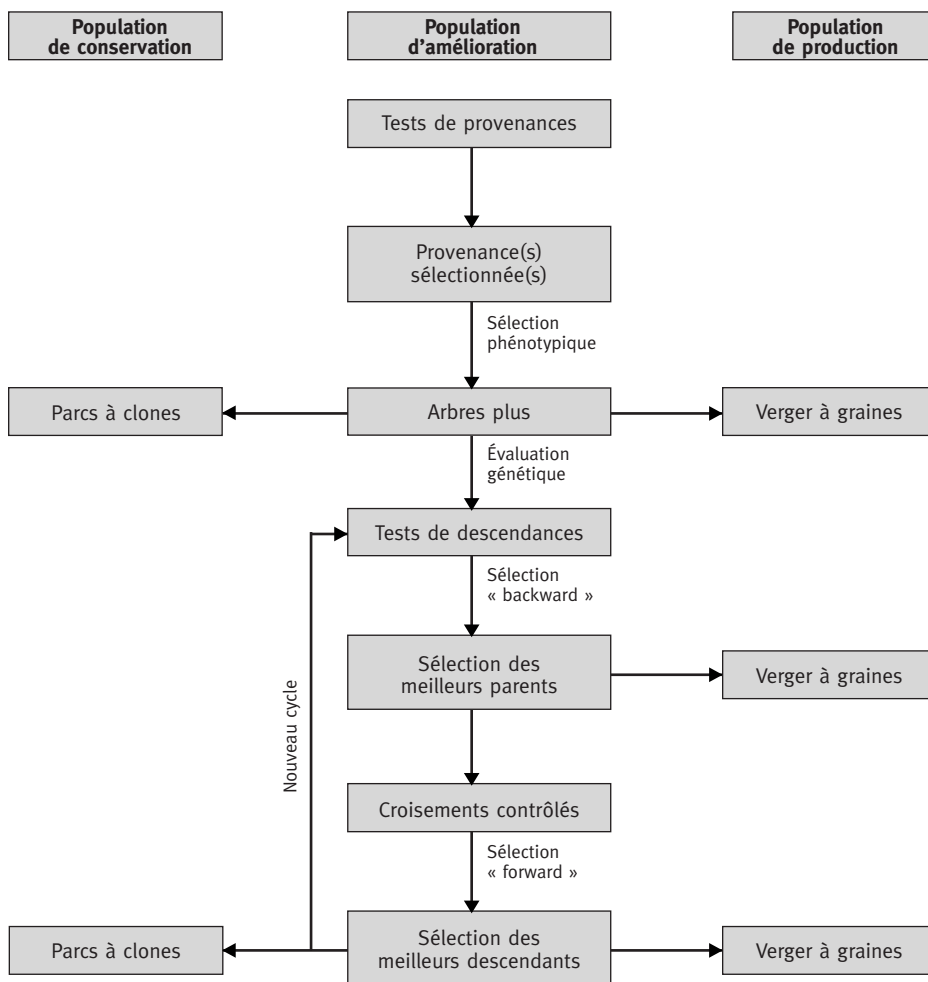 Population
de conservation
Population
d'amélioration
Population
de production
Tests de provenances
Provenance(s)
sélectionnée(s)
Sélection
phénotypique
Parcs à clones
Arbres plus
Verger à graines
Évaluation
génétique
Tests de descendances
Sélection
« backward »
Sélection des
meilleurs parents
Verger à graines
Nouveau cycle
Croisements contrôlés
Sélection
« forward »
Parcs à clones
Sélection des
meilleurs descendants
Verger à graines